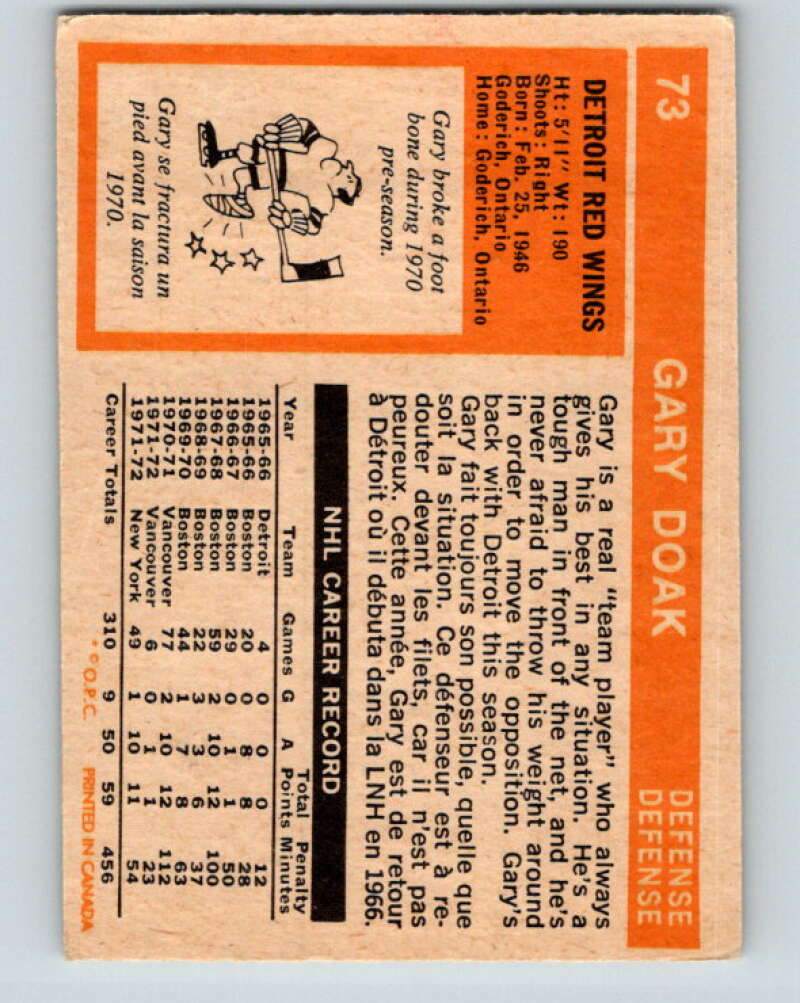 73
GARY DOAK
DEFENSE
DEFENSE
DETROIT RED WINGS
Ht: 5'11" Wt: 190
Shoots: Right
Born: Feb. 25, 1946
Goderich, Ontario
Home: Goderich, Ontario
Gary broke a foot
bone during 1970
pre-season.
Gary se fractura un
pied avant la saison
1970.
Gary is a real "team player" who always
gives his best in any situation. He's a
tough man in front of the net, and he's
never afraid to throw his weight around
in order to move the opposition. Gary's
back with Detroit this season.
Gary fait toujours son possible, quelle que
soit la situation. Ce défenseur est à re-
douter devant les filets, car il n'est pas
peureux. Cette année, Gary est de retour
à Détroit où il débuta dans la LNH en 1966.
NHL CAREER RECORD
Total Penalty
Year Team Games G A Points Minutes
1965-66 Detroit 4 0 0 0 12
1965-66 Boston 20 0 8 8 28
1966-67 Boston 29 0 1 1 50
1967-68 Boston 59 2 10 12 100
1968-69 Boston 22 3 3 6 37
1969-70 Boston 44 1 7 8 63
1970-71 Vancouver 77 2 10 12 112
1971-72 Vancouver 6 0 1 1 23
1971-72 New York 49 1 10 11 54
Career Totals 310 9 50 59 456
* © O.P.C. PRINTED IN CANADA